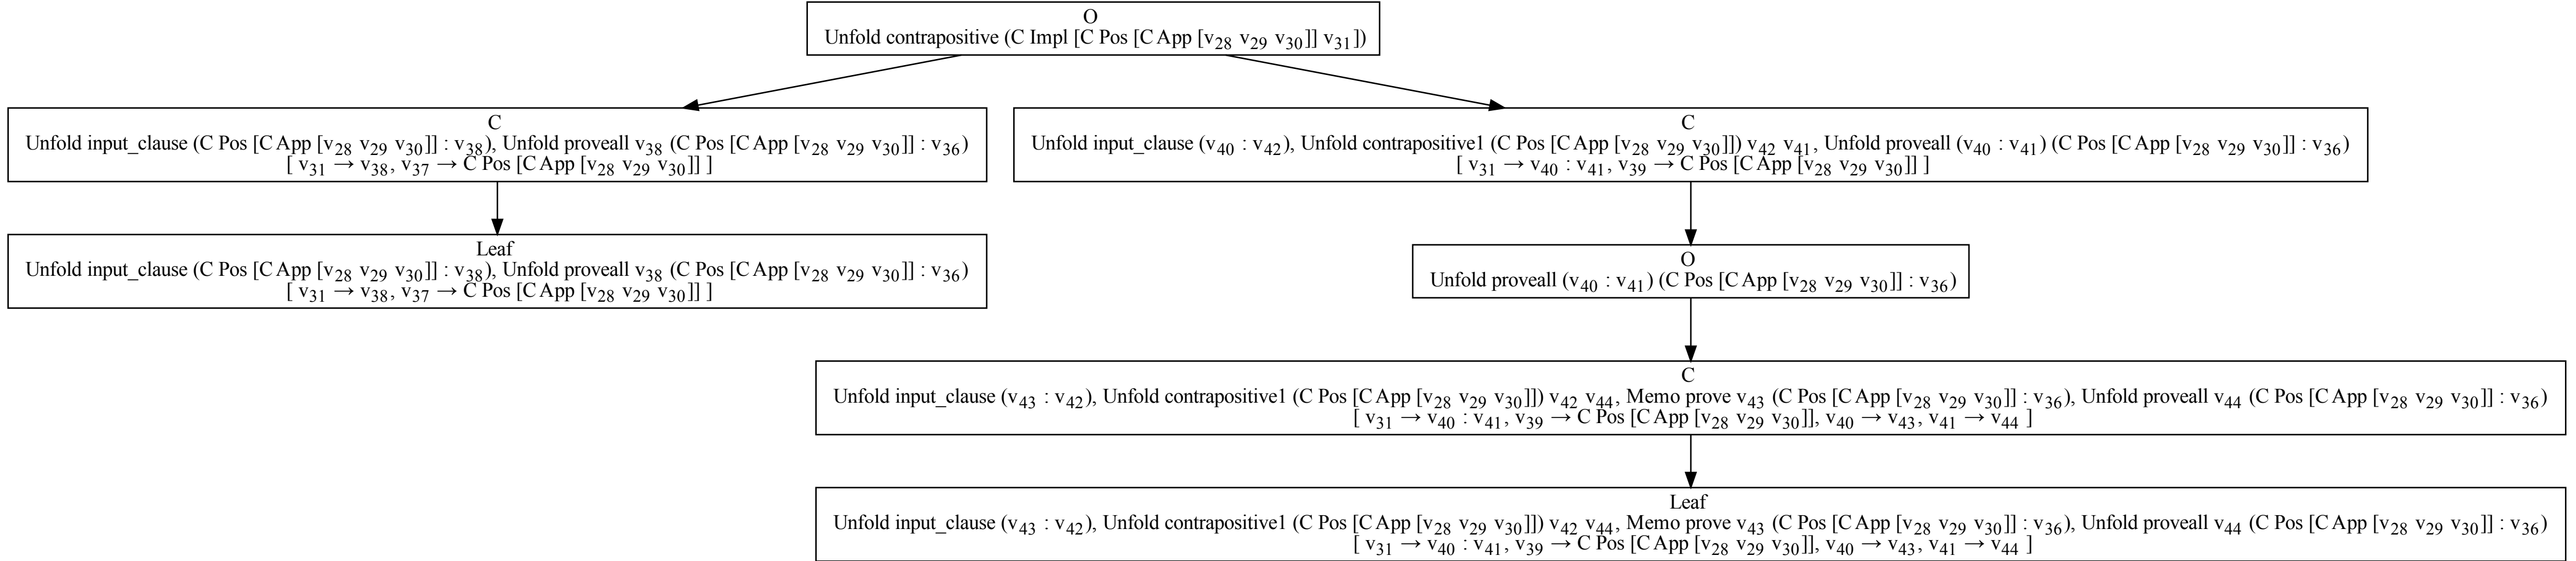 O
Unfold contrapositive (C Impl [C Pos [C App [v28 v29 v30]] v31])
C
Unfold input_clause (C Pos [C App [v28 v29 v30]] : v38), Unfold proveall v38 (C Pos [C App [v28 v29 v30]] : v36)
[ v31 → v38, v37 → C Pos [C App [v28 v29 v30]] ]
C
Unfold input_clause (v40 : v42), Unfold contrapositive1 (C Pos [C App [v28 v29 v30]]) v42 v41, Unfold proveall (v40 : v41) (C Pos [C App [v28 v29 v30]] : v36)
[ v31 → v40 : v41, v39 → C Pos [C App [v28 v29 v30]] ]
Leaf
Unfold input_clause (C Pos [C App [v28 v29 v30]] : v38), Unfold proveall v38 (C Pos [C App [v28 v29 v30]] : v36)
[ v31 → v38, v37 → C Pos [C App [v28 v29 v30]] ]
O
Unfold proveall (v40 : v41) (C Pos [C App [v28 v29 v30]] : v36)
C
Unfold input_clause (v43 : v42), Unfold contrapositive1 (C Pos [C App [v28 v29 v30]]) v42 v44, Memo prove v43 (C Pos [C App [v28 v29 v30]] : v36), Unfold proveall v44 (C Pos [C App [v28 v29 v30]] : v36)
[ v31 → v40 : v41, v39 → C Pos [C App [v28 v29 v30]], v40 → v43, v41 → v44 ]
Leaf
Unfold input_clause (v43 : v42), Unfold contrapositive1 (C Pos [C App [v28 v29 v30]]) v42 v44, Memo prove v43 (C Pos [C App [v28 v29 v30]] : v36), Unfold proveall v44 (C Pos [C App [v28 v29 v30]] : v36)
[ v31 → v40 : v41, v39 → C Pos [C App [v28 v29 v30]], v40 → v43, v41 → v44 ]